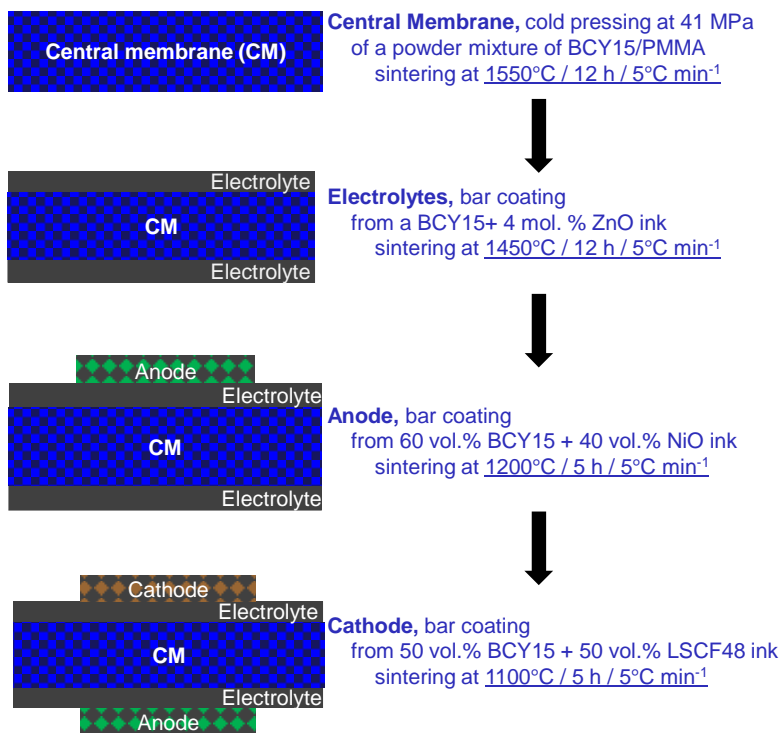 Central membrane (CM)
Central Membrane, cold pressing at 41 MPa
of a powder mixture of BCY15/PMMA
sintering at 1550°C / 12 h / 5°C min⁻¹
Electrolyte
CM
Electrolyte
Electrolytes, bar coating
from a BCY15+ 4 mol. % ZnO ink
sintering at 1450°C / 12 h / 5°C min⁻¹
Anode
Electrolyte
CM
Electrolyte
Anode, bar coating
from 60 vol.% BCY15 + 40 vol.% NiO ink
sintering at 1200°C / 5 h / 5°C min⁻¹
Cathode
Electrolyte
CM
Electrolyte
Anode
Cathode, bar coating
from 50 vol.% BCY15 + 50 vol.% LSCF48 ink
sintering at 1100°C / 5 h / 5°C min⁻¹